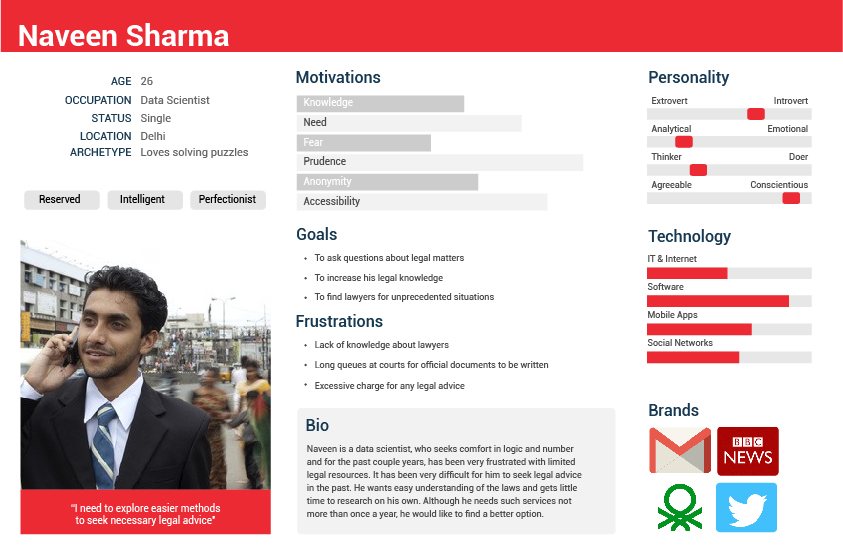 Naveen Sharma
AGE 26
OCCUPATION Data Scientist
STATUS Single
LOCATION Delhi
ARCHETYPE Loves solving puzzles
Reserved Intelligent Perfectionist
"I need to explore easier methods
to seek necessary legal advice"
Motivations
Knowledge
Need
Fear
Prudence
Anonymity
Accessibility
Goals
• To ask questions about legal matters
• To increase his legal knowledge
• To find lawyers for unprecedented situations
Frustrations
• Lack of knowledge about lawyers
• Long queues at courts for official documents to be written
• Excessive charge for any legal advice
Bio
Naveen is a data scientist, who seeks comfort in logic and number
and for the past couple years, has been very frustrated with limited
legal resources. It has been very difficult for him to seek legal advice
in the past. He wants easy understanding of the laws and gets little
time to research on his own. Although he needs such services not
more than once a year, he would like to find a better option.
Personality
Extrovert Introvert
Analytical Emotional
Thinker Doer
Agreeable Conscientious
Technology
IT & Internet
Software
Mobile Apps
Social Networks
Brands
BBC
NEWS